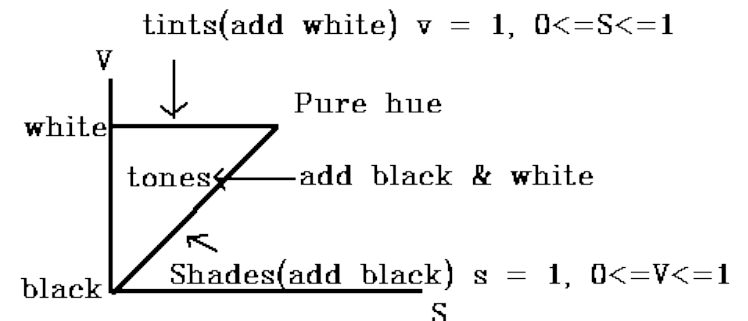 tints(add white) v = 1, 0<=S<=1
V
Pure hue
white
tones
add black & white
Shades(add black) s = 1, 0<=V<=1
black
S